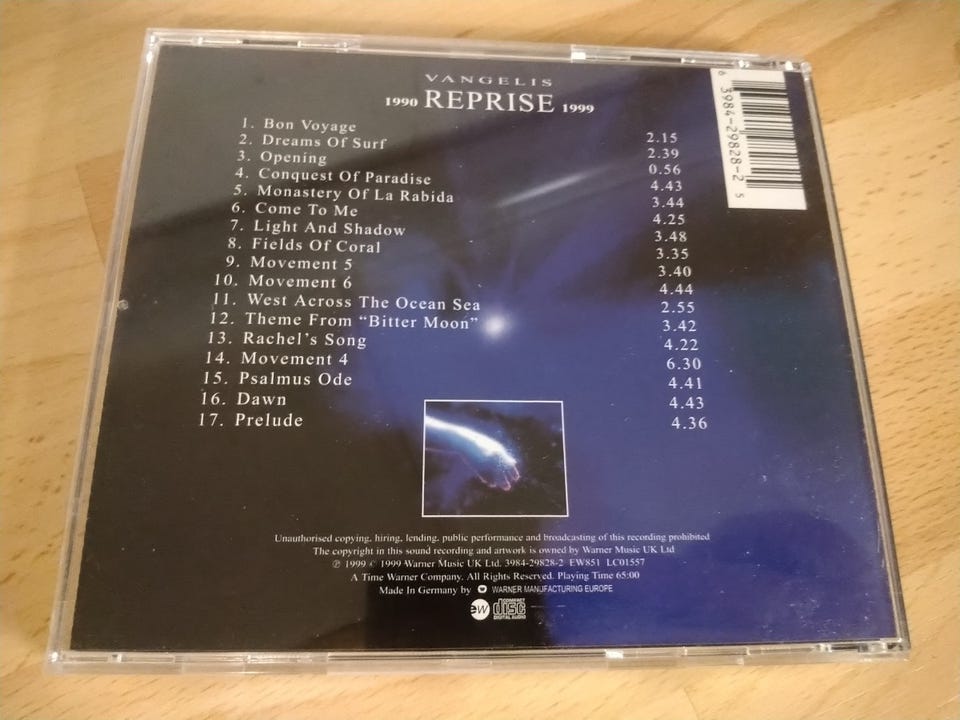 VANGELIS
1990 REPRISE 1999
1. Bon Voyage 2.15
2. Dreams Of Surf 2.39
3. Opening 0.56
4. Conquest Of Paradise 4.43
5. Monastery Of La Rabida 3.44
6. Come To Me 4.25
7. Light And Shadow 3.48
8. Fields Of Coral 3.35
9. Movement 5 3.40
10. Movement 6 4.44
11. West Across The Ocean Sea 2.55
12. Theme From “Bitter Moon” 3.42
13. Rachel's Song 4.22
14. Movement 4 6.30
15. Psalmus Ode 4.41
16. Dawn 4.43
17. Prelude 4.36
6 3984-29828-2 5
Unauthorised copying, hiring, lending, public performance and broadcasting of this recording prohibited
The copyright in this sound recording and artwork is owned by Warner Music UK Ltd
℗ 1999 © 1999 Warner Music UK Ltd. 3984-29828-2 EW851 LC01557
A Time Warner Company. All Rights Reserved. Playing Time 65:00
Made In Germany by WARNER MANUFACTURING EUROPE
ew COMPACT disc DIGITAL AUDIO